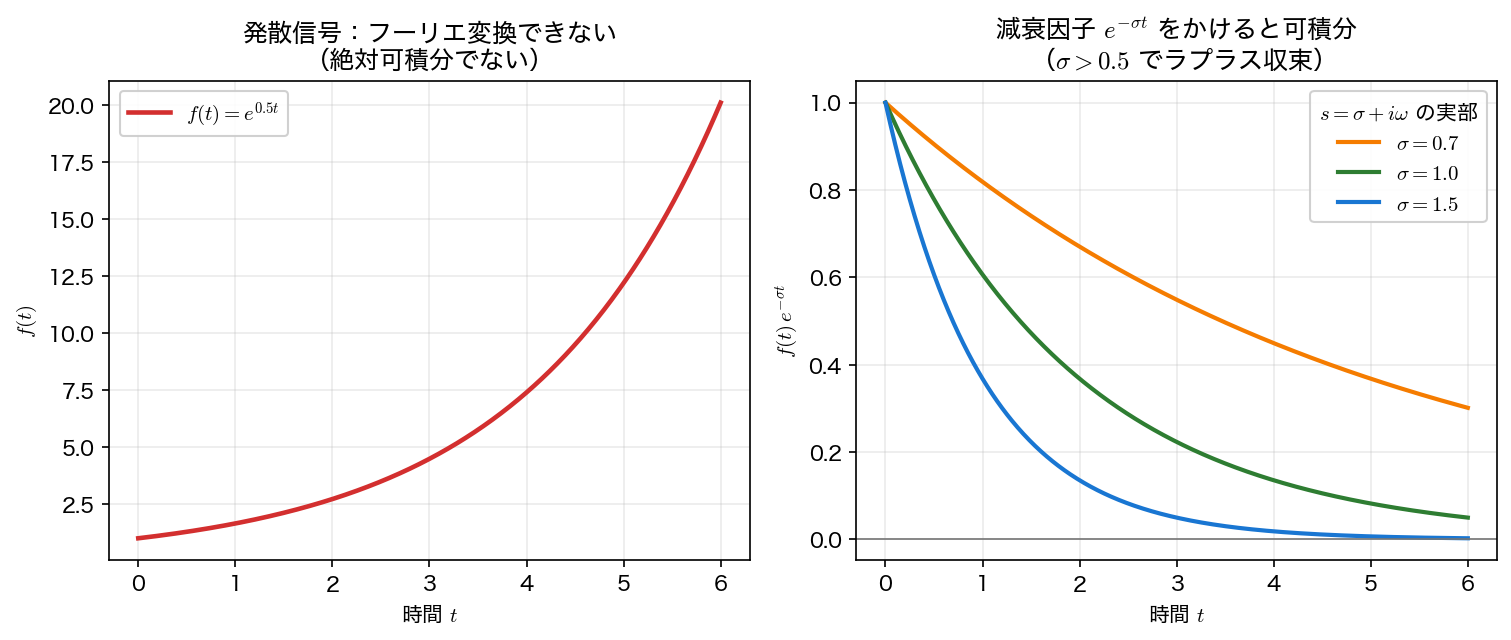 発散信号：フーリエ変換できない
（絶対可積分でない）
f(t) = e^{0.5t}
20.0
17.5
15.0
12.5
10.0
7.5
5.0
2.5
f(t)
0 1 2 3 4 5 6
時間 t
減衰因子 e^{-σt} をかけると可積分
（σ > 0.5 でラプラス収束）
s = σ + iω の実部
σ = 0.7
σ = 1.0
σ = 1.5
1.0
0.8
0.6
0.4
0.2
0.0
f(t) e^{-σt}
0 1 2 3 4 5 6
時間 t